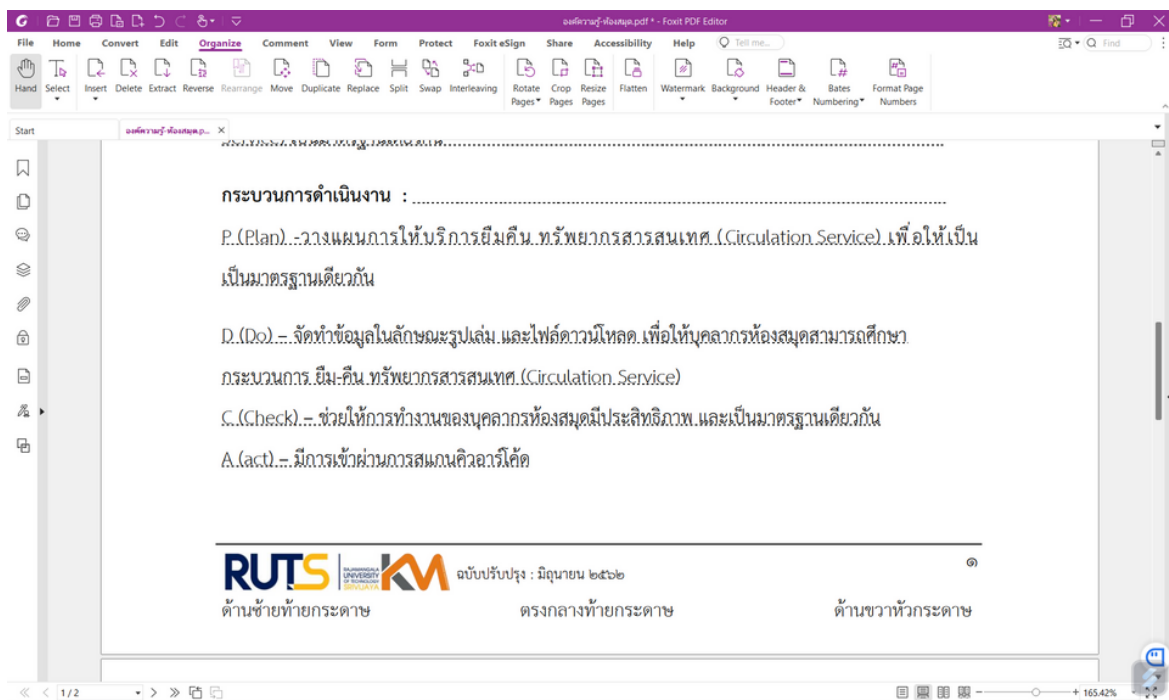 องค์ความรู้-ห้องสมุด.pdf * - Foxit PDF Editor
File Home Convert Edit Organize Comment View Form Protect Foxit eSign Share Accessibility Help Tell me... Find
Hand Select Insert Delete Extract Reverse Rearrange Move Duplicate Replace Split Swap Interleaving Rotate Pages Crop Pages Resize Pages Flatten Watermark Background Header & Footer Bates Numbering Format Page Numbers
Start องค์ความรู้-ห้องสมุด.p...
กระบวนการดำเนินงาน :
P (Plan) -วางแผนการให้บริการยืมคืน ทรัพยากรสารสนเทศ (Circulation Service) เพื่อให้เป็น
เป็นมาตรฐานเดียวกัน
D (Do) – จัดทำข้อมูลในลักษณะรูปเล่ม และไฟล์ดาวน์โหลด เพื่อให้บุคลากรห้องสมุดสามารถศึกษา
กระบวนการ ยืม-คืน ทรัพยากรสารสนเทศ (Circulation Service)
C (Check) – ช่วยให้การทำงานของบุคลากรห้องสมุดมีประสิทธิภาพ และเป็นมาตรฐานเดียวกัน
A (act) – มีการเข้าผ่านการสแกนคิวอาร์โค้ด
๑
RUTS RAJAMANGALA UNIVERSITY OF TECHNOLOGY SRIVIJAYA KM ฉบับปรับปรุง : มิถุนายน ๒๕๖๒
ด้านซ้ายท้ายกระดาษ ตรงกลางท้ายกระดาษ ด้านขวาหัวกระดาษ
1/2 165.42%